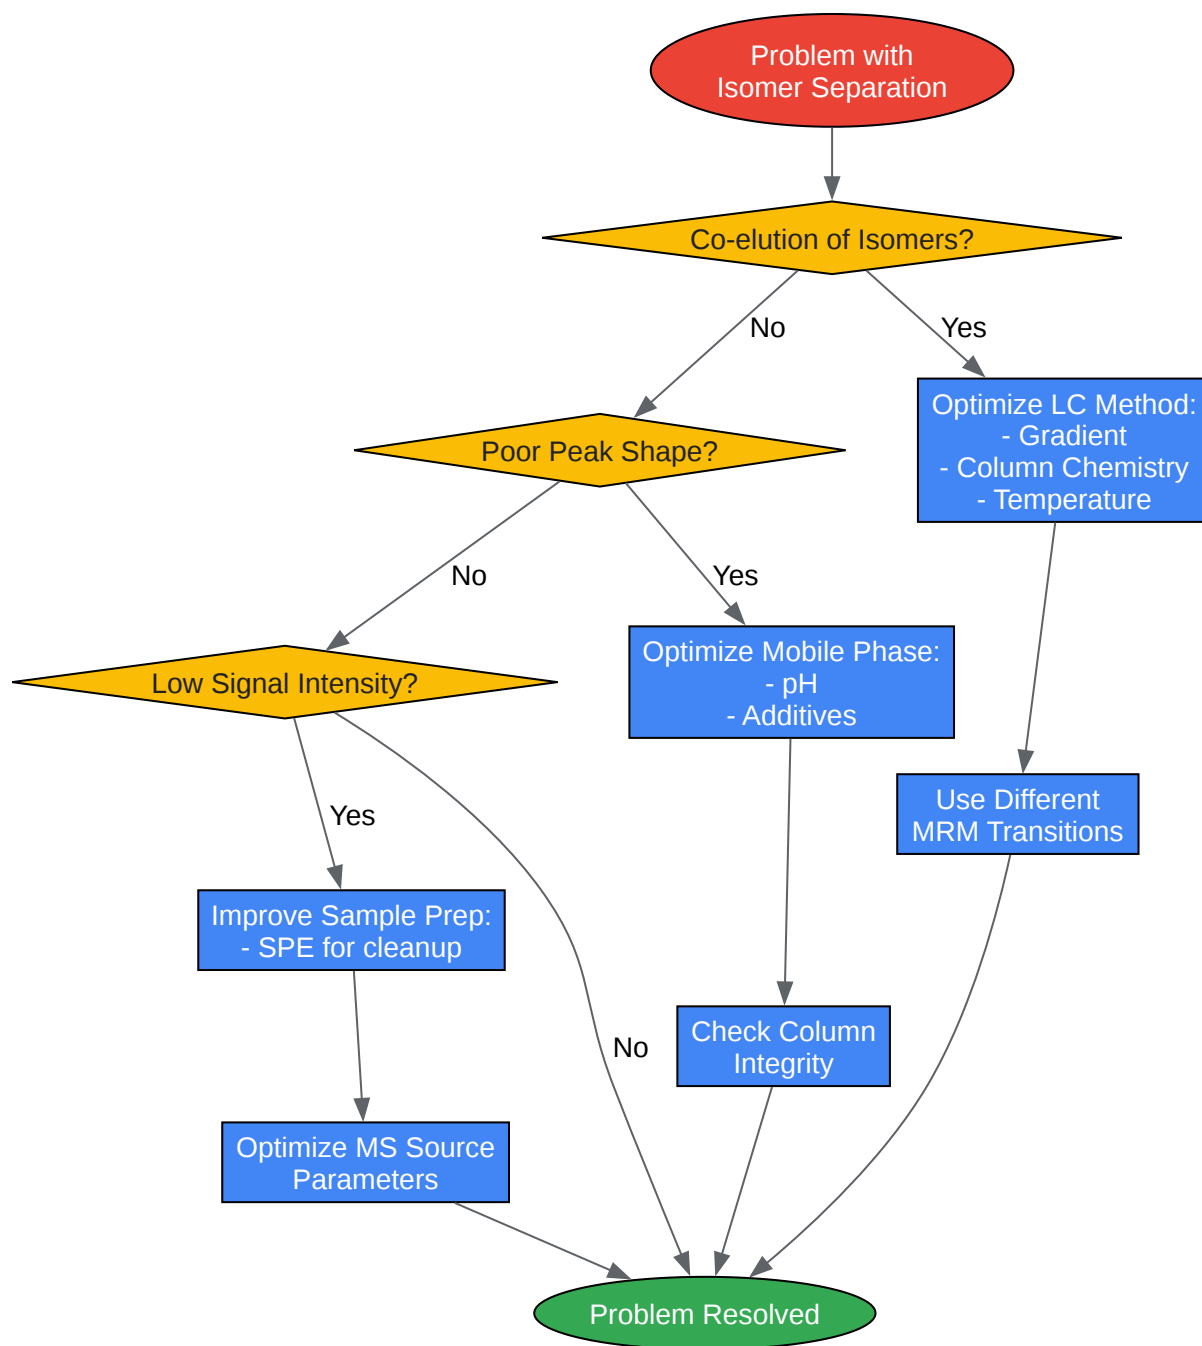 Problem with
Isomer Separation
Co-elution of Isomers?
No
Yes
Optimize LC Method:
- Gradient
- Column Chemistry
- Temperature
Poor Peak Shape?
No
Yes
Optimize Mobile Phase:
- pH
- Additives
Low Signal Intensity?
Yes
Use Different
MRM Transitions
Improve Sample Prep:
- SPE for cleanup
No
Check Column
Integrity
Optimize MS Source
Parameters
Problem Resolved